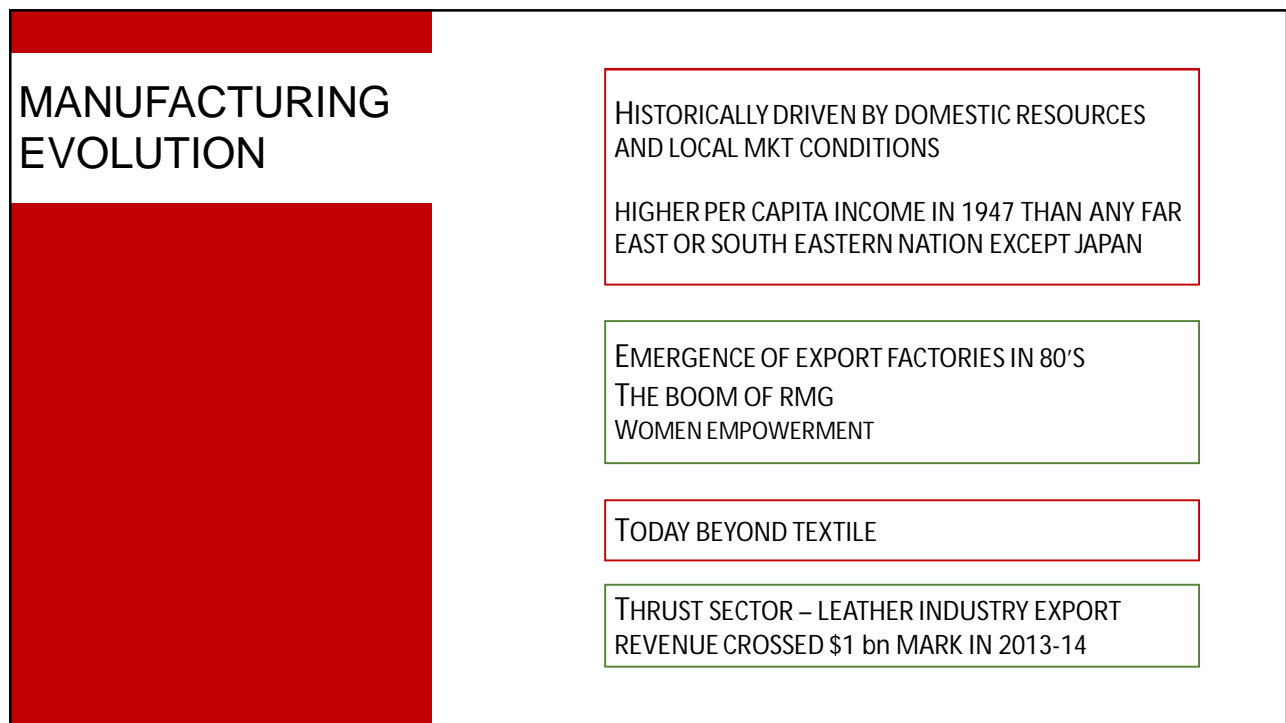 MANUFACTURING
EVOLUTION
HISTORICALLY DRIVEN BY DOMESTIC RESOURCES
AND LOCAL MKT CONDITIONS
HIGHER PER CAPITA INCOME IN 1947 THAN ANY FAR
EAST OR SOUTH EASTERN NATION EXCEPT JAPAN
EMERGENCE OF EXPORT FACTORIES IN 80'S
THE BOOM OF RMG
WOMEN EMPOWERMENT
TODAY BEYOND TEXTILE
THRUST SECTOR – LEATHER INDUSTRY EXPORT
REVENUE CROSSED $1 bn MARK IN 2013-14